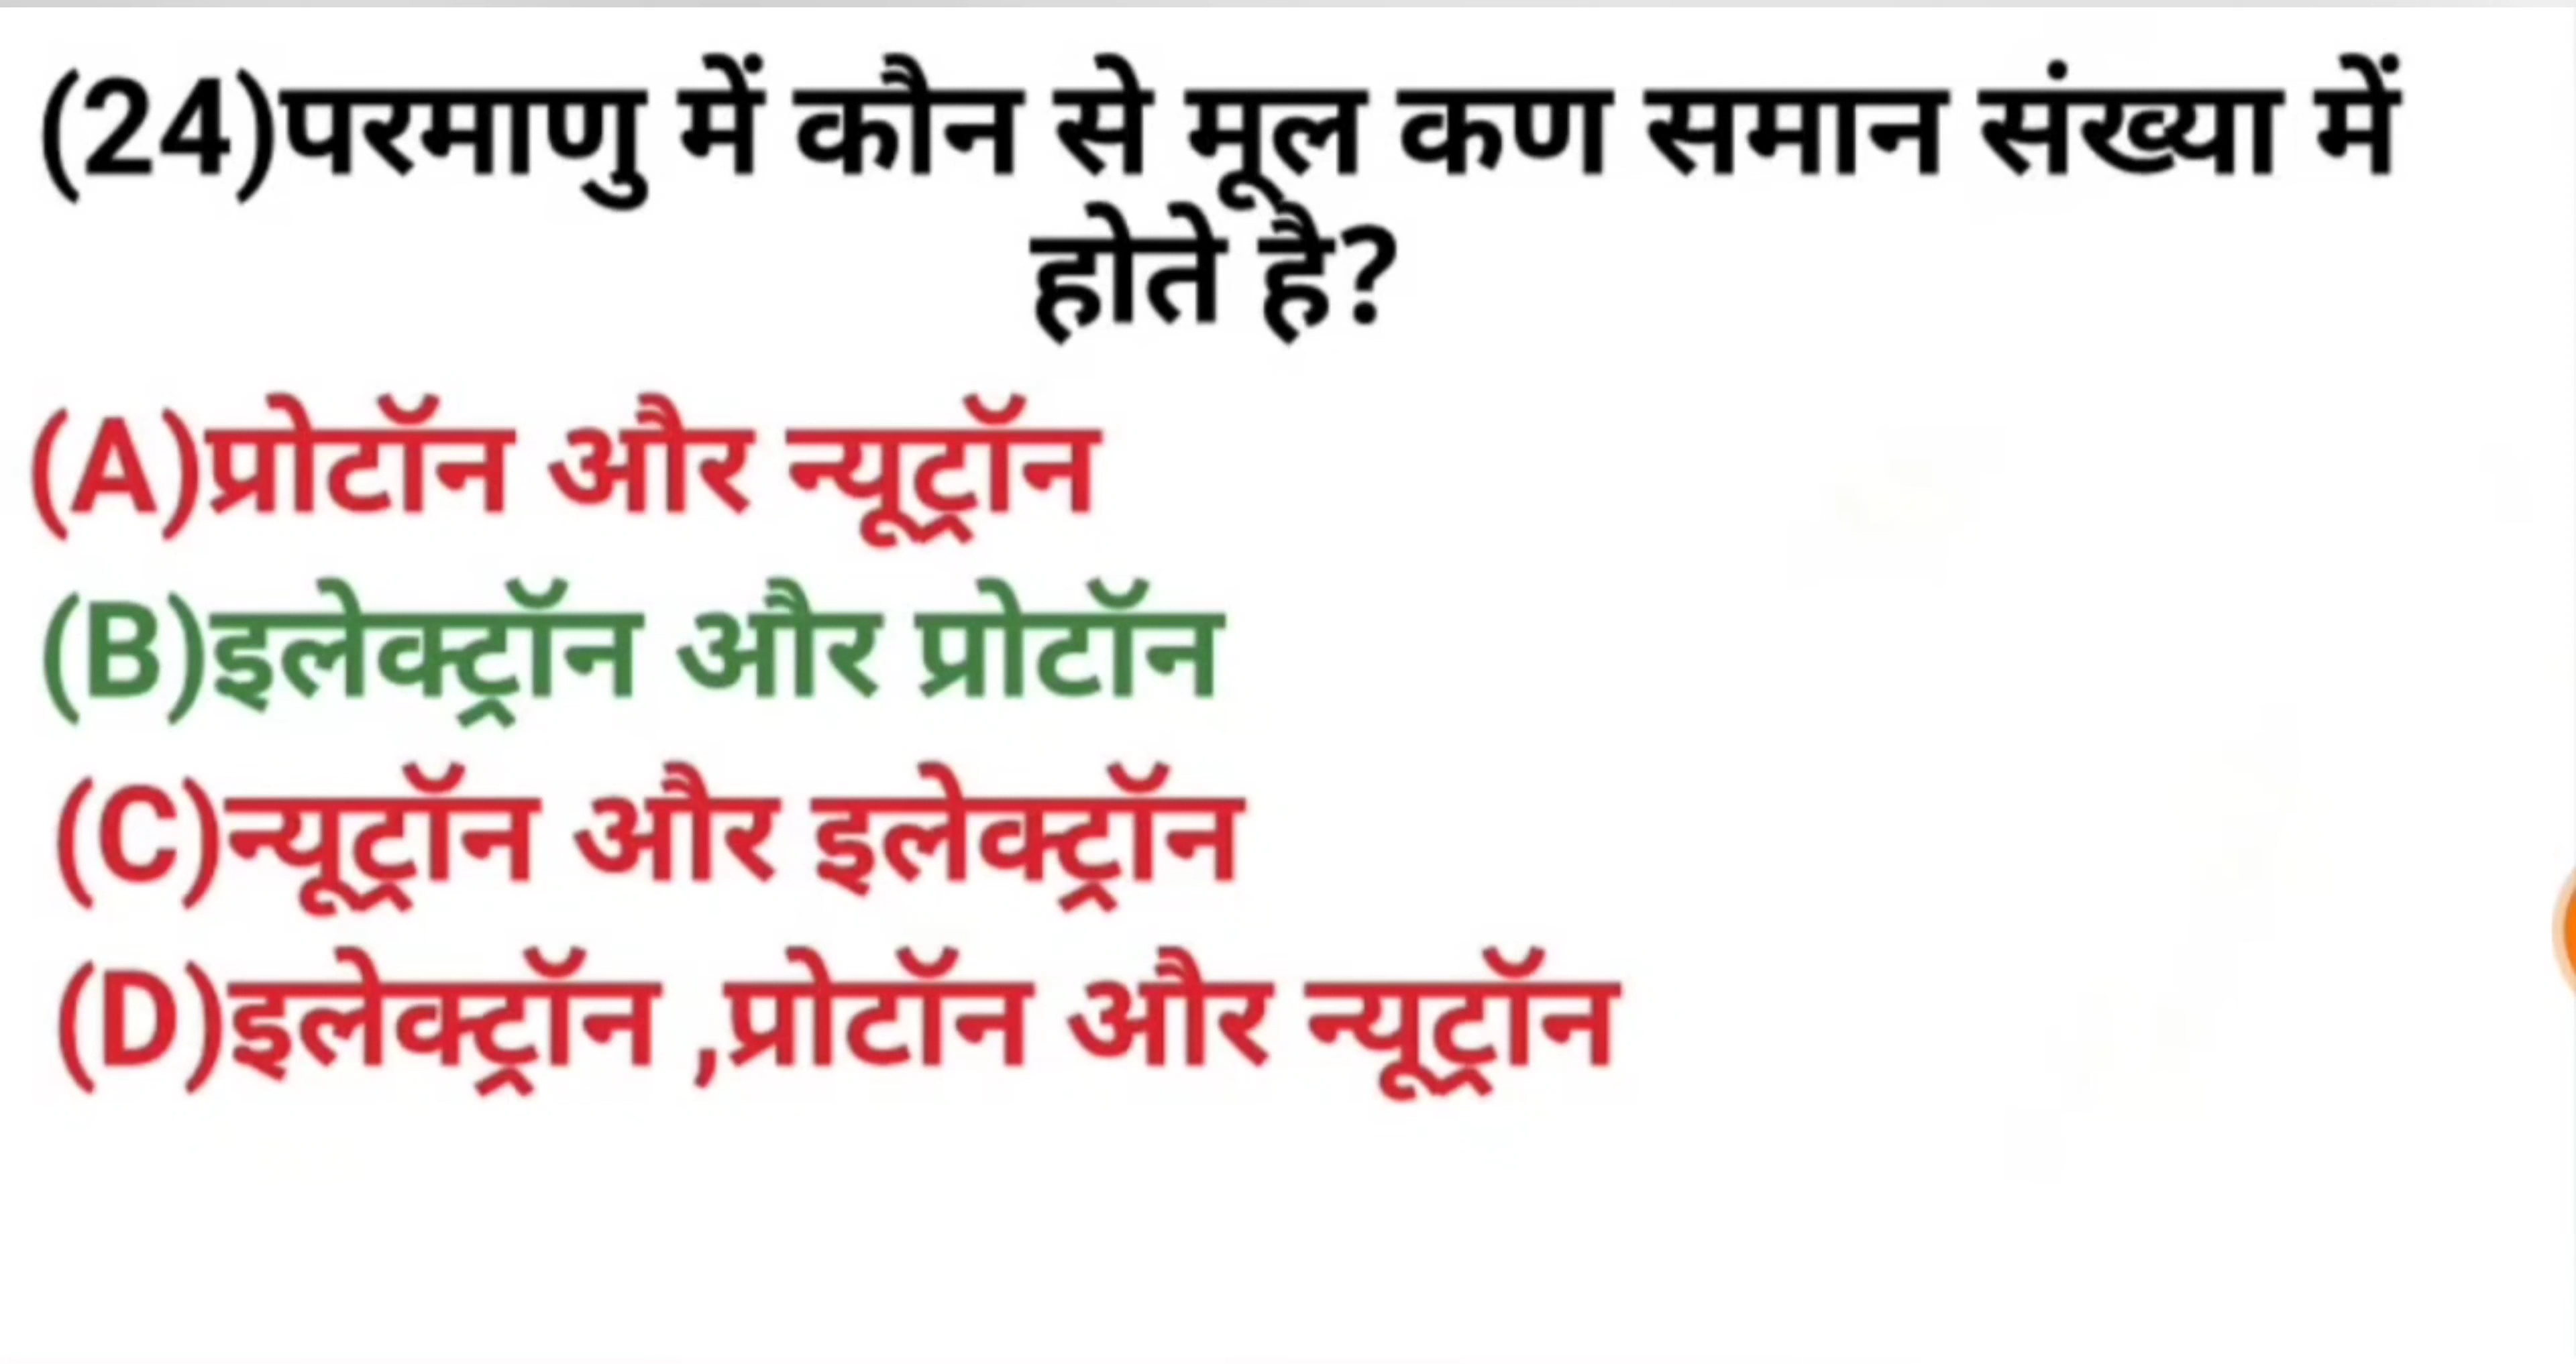 (24)परमाणु में कौन से मूल कण समान संख्या में
होते है?
(A)प्रोटॉन और न्यूट्रॉन
(B)इलेक्ट्रॉन और प्रोटॉन
(C)न्यूट्रॉन और इलेक्ट्रॉन
(D)इलेक्ट्रॉन ,प्रोटॉन और न्यूट्रॉन